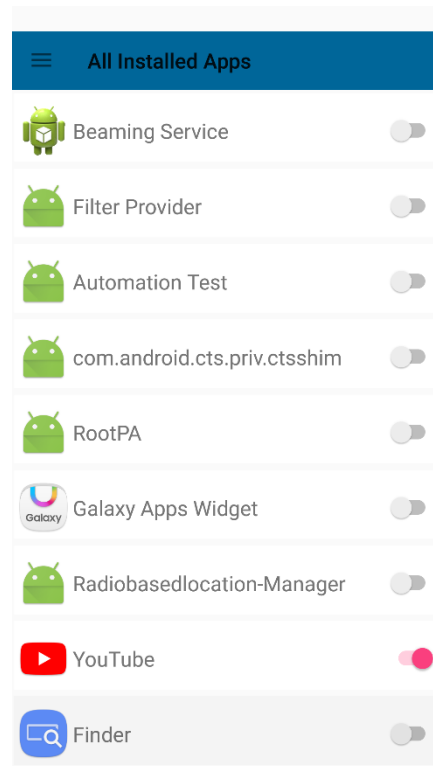 All Installed Apps
Beaming Service
Filter Provider
Automation Test
com.android.cts.priv.ctsshim
RootPA
Galaxy
Galaxy Apps Widget
Radiobasedlocation-Manager
YouTube
Finder